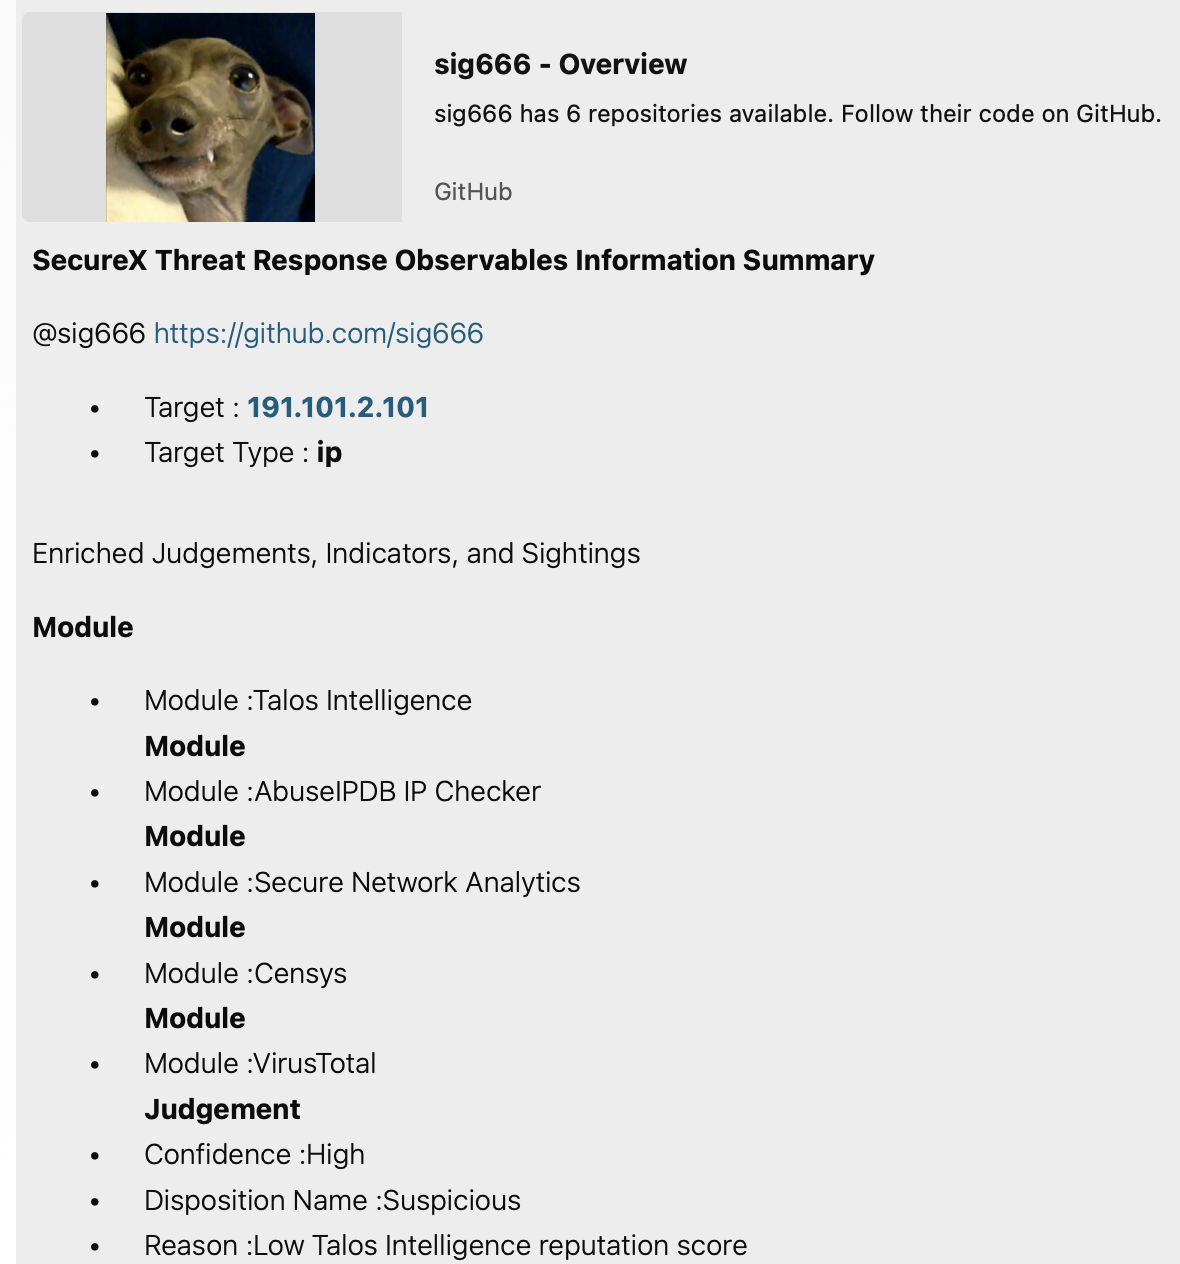 sig666 - Overview
sig666 has 6 repositories available. Follow their code on GitHub.
GitHub
SecureX Threat Response Observables Information Summary
@sig666 https://github.com/sig666
• Target : 191.101.2.101
• Target Type : ip
Enriched Judgements, Indicators, and Sightings
Module
• Module :Talos Intelligence
Module
• Module :AbuseIPDB IP Checker
Module
• Module :Secure Network Analytics
Module
• Module :Censys
Module
• Module :VirusTotal
Judgement
• Confidence :High
• Disposition Name :Suspicious
• Reason :Low Talos Intelligence reputation score